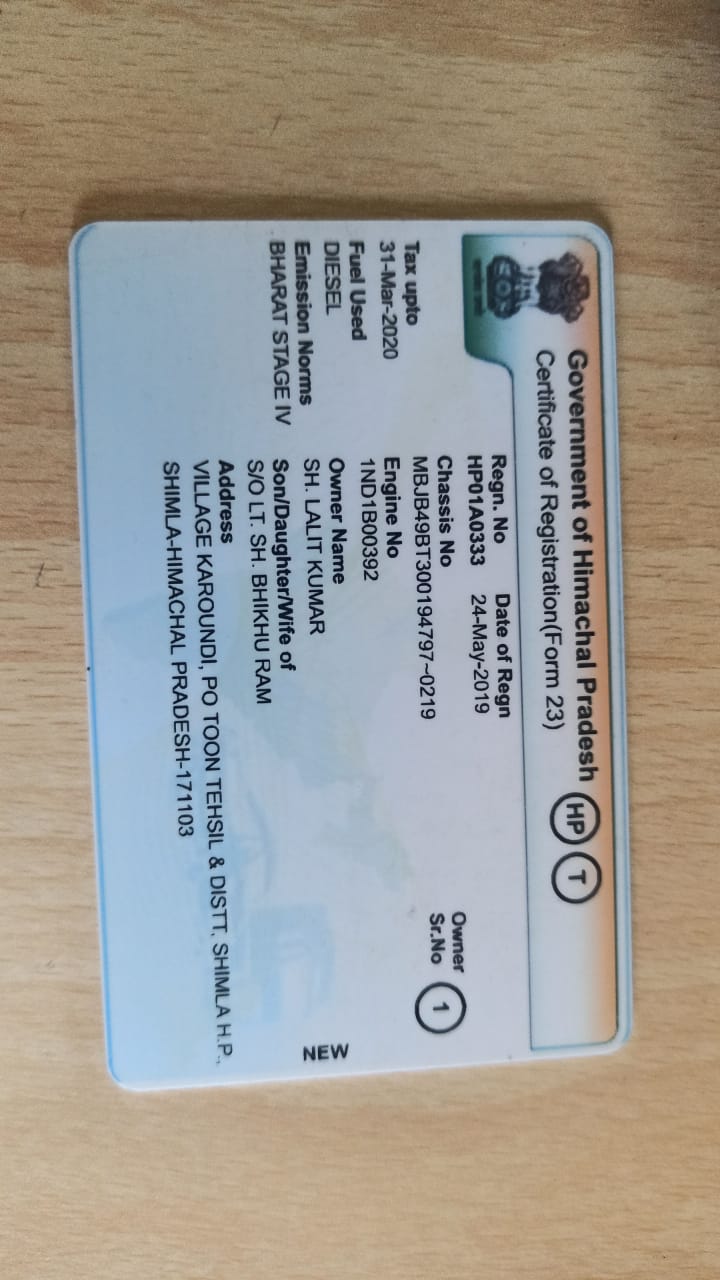 Government of Himachal Pradesh HP T
Certificate of Registration(Form 23)
Regn. No Date of Regn
HP01A0333 24-May-2019
Owner Sr.No 1
Chassis No
MBJB49BT300194797~0219
Tax upto
31-Mar-2020
Engine No
1ND1B00392
Fuel Used
DIESEL
Owner Name
SH. LALIT KUMAR
Emission Norms
BHARAT STAGE IV
Son/Daughter/Wife of
S/O LT. SH. BHIKHU RAM
Address
VILLAGE KAROUNDI, PO TOON TEHSIL & DISTT. SHIMLA H.P.,
SHIMLA-HIMACHAL PRADESH-171103
NEW